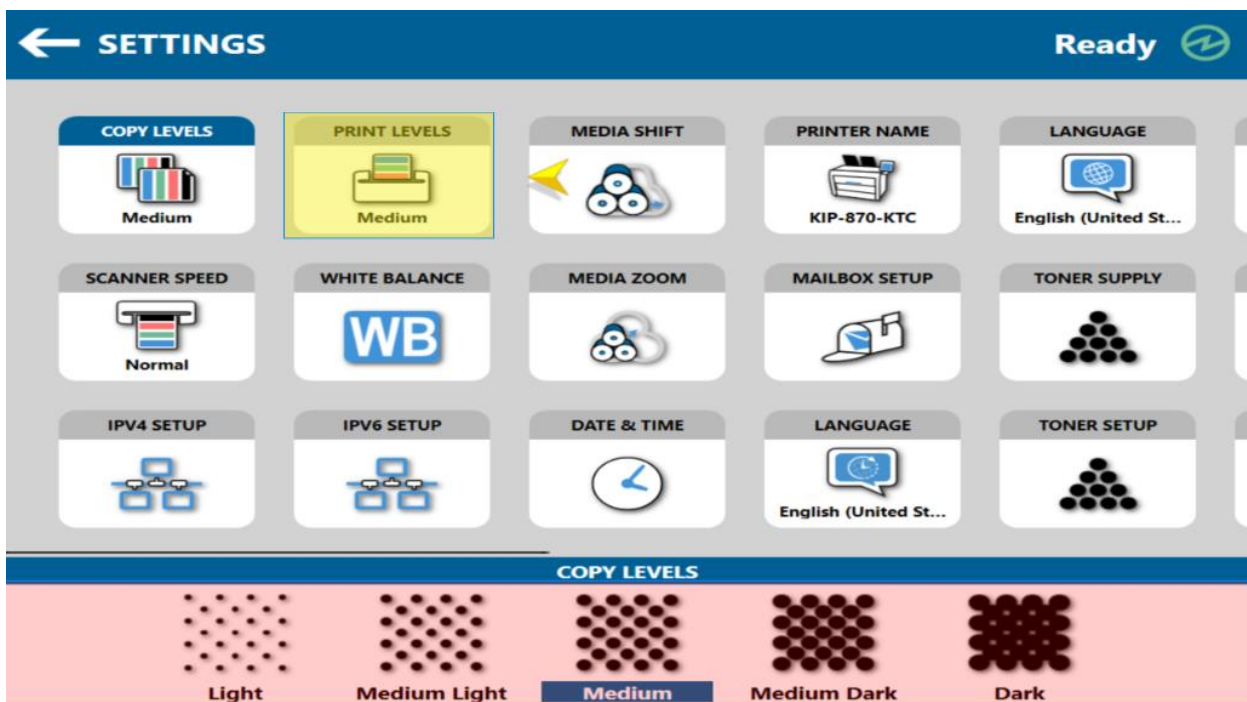 SETTINGS
Ready
COPY LEVELS
PRINT LEVELS
MEDIA SHIFT
PRINTER NAME
LANGUAGE
Medium
Medium
KIP-870-KTC
English (United St...
SCANNER SPEED
WHITE BALANCE
MEDIA ZOOM
MAILBOX SETUP
TONER SUPPLY
WB
Normal
IPV4 SETUP
IPV6 SETUP
DATE & TIME
LANGUAGE
TONER SETUP
English (United St...
COPY LEVELS
Light
Medium Light
Medium
Medium Dark
Dark